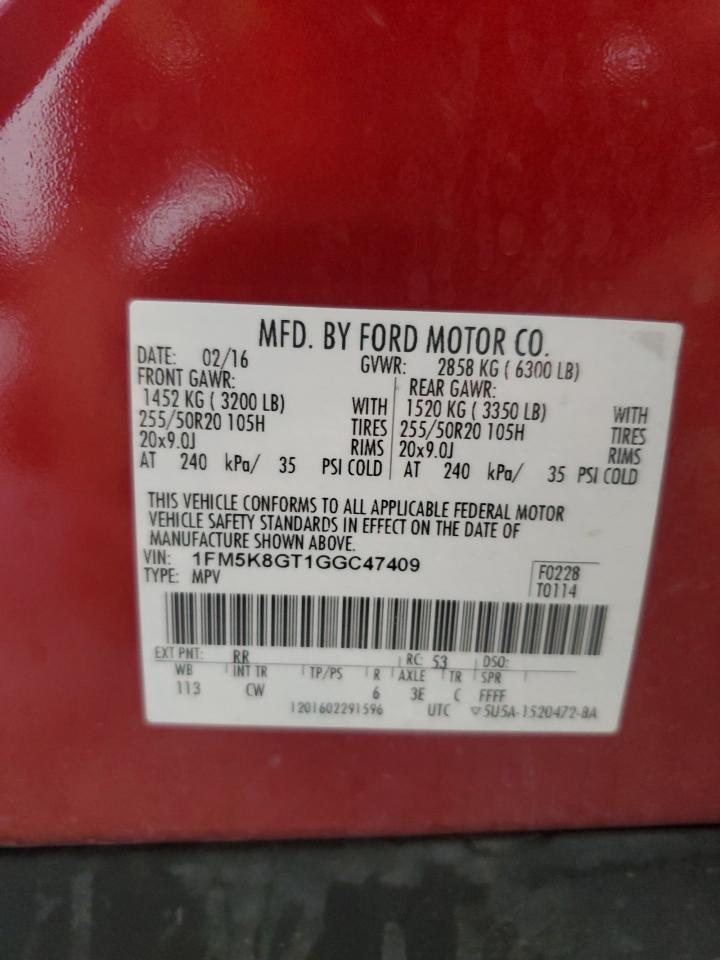 MFD. BY FORD MOTOR CO.
DATE: 02/16 GVWR: 2858 KG ( 6300 LB)
FRONT GAWR: REAR GAWR:
1452 KG ( 3200 LB) WITH 1520 KG ( 3350 LB) WITH
255/50R20 105H TIRES 255/50R20 105H TIRES
20x9.0J RIMS 20x9.0J RIMS
AT 240 kPa/ 35 PSI COLD AT 240 kPa/ 35 PSI COLD
THIS VEHICLE CONFORMS TO ALL APPLICABLE FEDERAL MOTOR
VEHICLE SAFETY STANDARDS IN EFFECT ON THE DATE OF
MANUFACTURE SHOWN ABOVE.
VIN: 1FM5K8GT1GGC47409
TYPE: MPV
F0228
T0114
EXT PNT: RR RC: 53 DSO:
WB INT TR TP/PS R AXLE TR SPR
113 CW 6 3E C FFFF
1201602291596 UTC ▽5U5A-1520472-BA